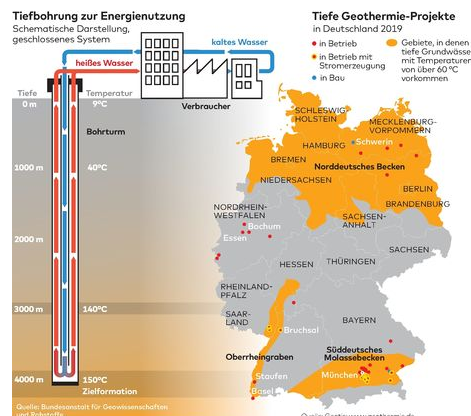 Tiefbohrung zur Energienutzung
Schematische Darstellung,
geschlossenes System
kaltes Wasser
heißes Wasser
Verbraucher
Tiefe
Temperatur
0 m
9°C
Bohrturm
1000 m
40°C
2000 m
3000 m
140°C
4000 m
150°C
Zielformation
Quelle: Bundesanstalt für Geowissenschaften
und Rohstoffe
Tiefe Geothermie-Projekte
in Deutschland 2019
in Betrieb
in Betrieb mit
Stromerzeugung
in Bau
Gebiete, in denen
tiefe Grundwässe
mit Temperaturen
von über 60 °C
vorkommen
SCHLESWIG-
HOLSTEIN
MECKLENBURG-
VORPOMMERN
HAMBURG
Schwerin
BREMEN
Norddeutsches Becken
NIEDERSACHSEN
BERLIN
BRANDENBURG
NORDRHEIN-
WESTFALEN
SACHSEN-
ANHALT
Bochum
Essen
SACHSEN
HESSEN
THÜRINGEN
RHEINLAND-
PFALZ
SAAR-
LAND
BAYERN
Bruchsal
Oberrheingraben
Süddeutsches
Molassebecken
Staufen
München
Basel